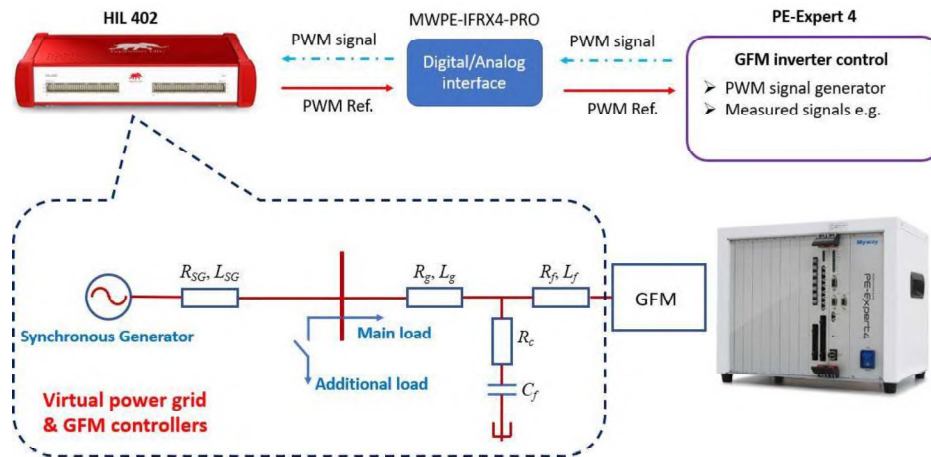 HIL 402
MWPE-IFRX4-PRO
PE-Expert 4
PWM signal
Digital/Analog
interface
PWM signal
PWM Ref.
PWM Ref.
GFM inverter control
➤ PWM signal generator
➤ Measured signals e.g.
R_SG, L_SG
R_g, L_g
R_f, L_f
GFM
Synchronous Generator
Main load
Additional load
R_c
C_f
Virtual power grid
& GFM controllers
Myway
PE-Expert4